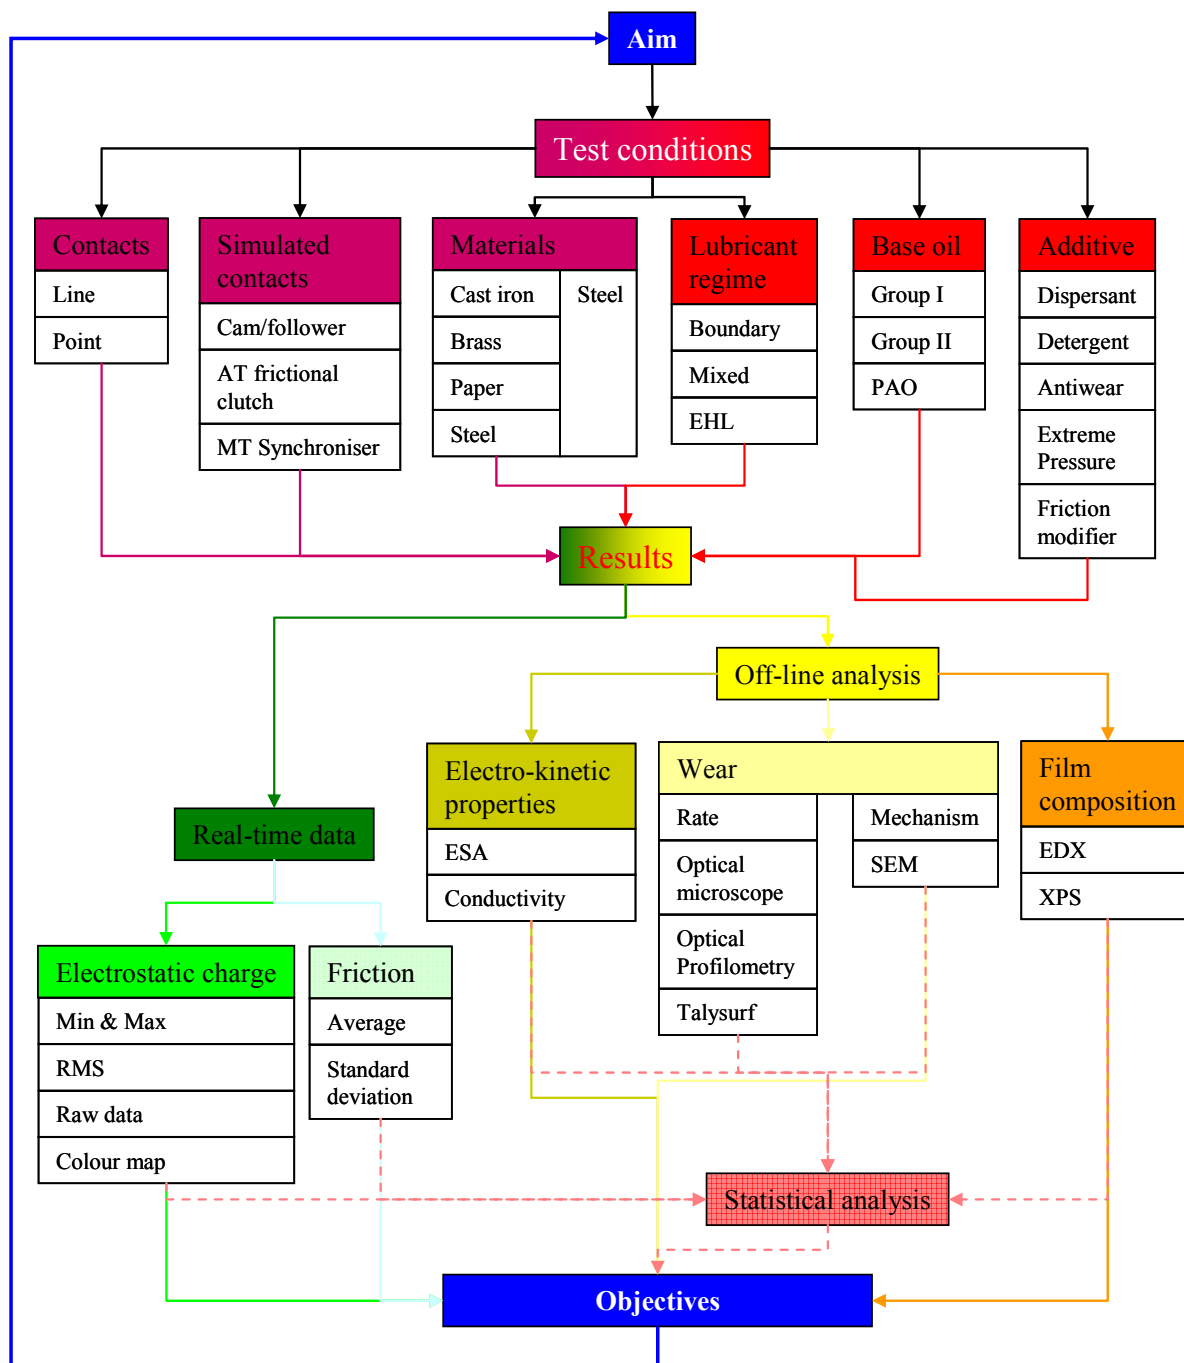 Aim
Test conditions
Contacts
Line
Point
Simulated
contacts
Cam/follower
AT frictional
clutch
MT Synchroniser
Materials
Cast iron
Brass
Paper
Steel
Steel
Lubricant
regime
Boundary
Mixed
EHL
Base oil
Group I
Group II
PAO
Additive
Dispersant
Detergent
Antiwear
Extreme
Pressure
Friction
modifier
Results
Off-line analysis
Electro-kinetic
properties
ESA
Conductivity
Wear
Rate
Optical
microscope
Optical
Profilometry
Talysurf
Mechanism
SEM
Film
composition
EDX
XPS
Real-time data
Electrostatic charge
Min & Max
RMS
Raw data
Colour map
Friction
Average
Standard
deviation
Statistical analysis
Objectives